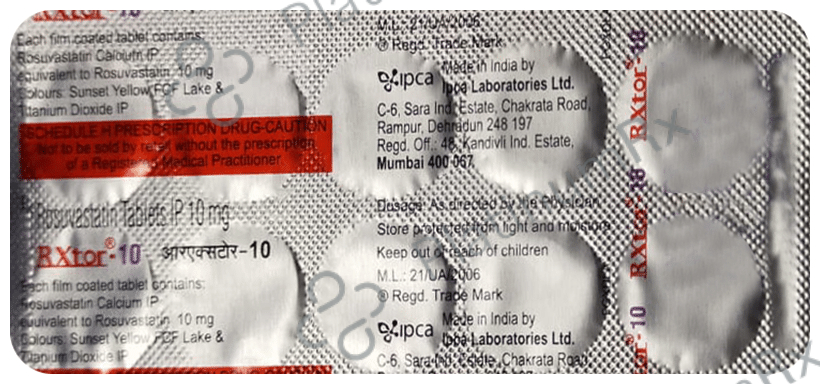 RXtor-10
Each film coated tablet contains:
Rosuvastatin Calcium IP
equivalent to Rosuvastatin 10 mg
Colours: Sunset Yellow FCF Lake &
Titanium Dioxide IP
SCHEDULE H PRESCRIPTION DRUG-CAUTION
Not to be sold by retail without the prescription
of a Registered Medical Practitioner.
Rosuvastatin Tablets IP 10 mg
RXtor®-10 आरएक्सटोर-10
Each film coated tablet contains:
Rosuvastatin Calcium IP
equivalent to Rosuvastatin 10 mg
Colours: Sunset Yellow FCF Lake &
Titanium Dioxide IP
M.L.: 21/UA/2006
® Regd. Trade Mark
ipca
Made in India by
Ipca Laboratories Ltd.
C-6, Sara Ind. Estate, Chakrata Road,
Rampur, Dehradun 248 197
Regd. Off.: 48, Kandivli Ind. Estate,
Mumbai 400 067
Dosage: As directed by the Physician
Store protected from light and moisture
Keep out of reach of children
M.L.: 21/UA/2006
® Regd. Trade Mark
ipca
Made in India by
Ipca Laboratories Ltd.
C-6, Sara Ind. Estate, Chakrata Road,
RXtor®-10
RXtor®-10